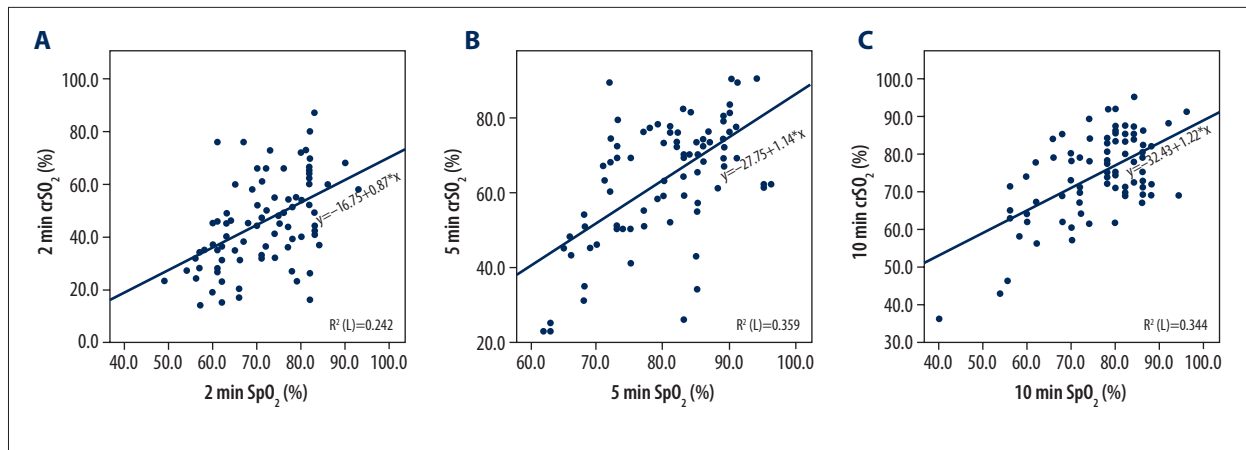 A
2 min crSO₂ (%)
100.0
80.0
60.0
40.0
20.0
0.0
y=−16.75+0.87*x
R² (L)=0.242
40.0 50.0 60.0 70.0 80.0 90.0 100.0
2 min SpO₂ (%)
B
5 min crSO₂ (%)
80.0
60.0
40.0
20.0
y=−27.75+1.14*x
R² (L)=0.359
60.0 70.0 80.0 90.0 100.0
5 min SpO₂ (%)
C
10 min crSO₂ (%)
100.0
90.0
80.0
70.0
60.0
50.0
40.0
30.0
y=−32.43+1.22*x
R² (L)=0.344
40.0 50.0 60.0 70.0 80.0 90.0 100.0
10 min SpO₂ (%)